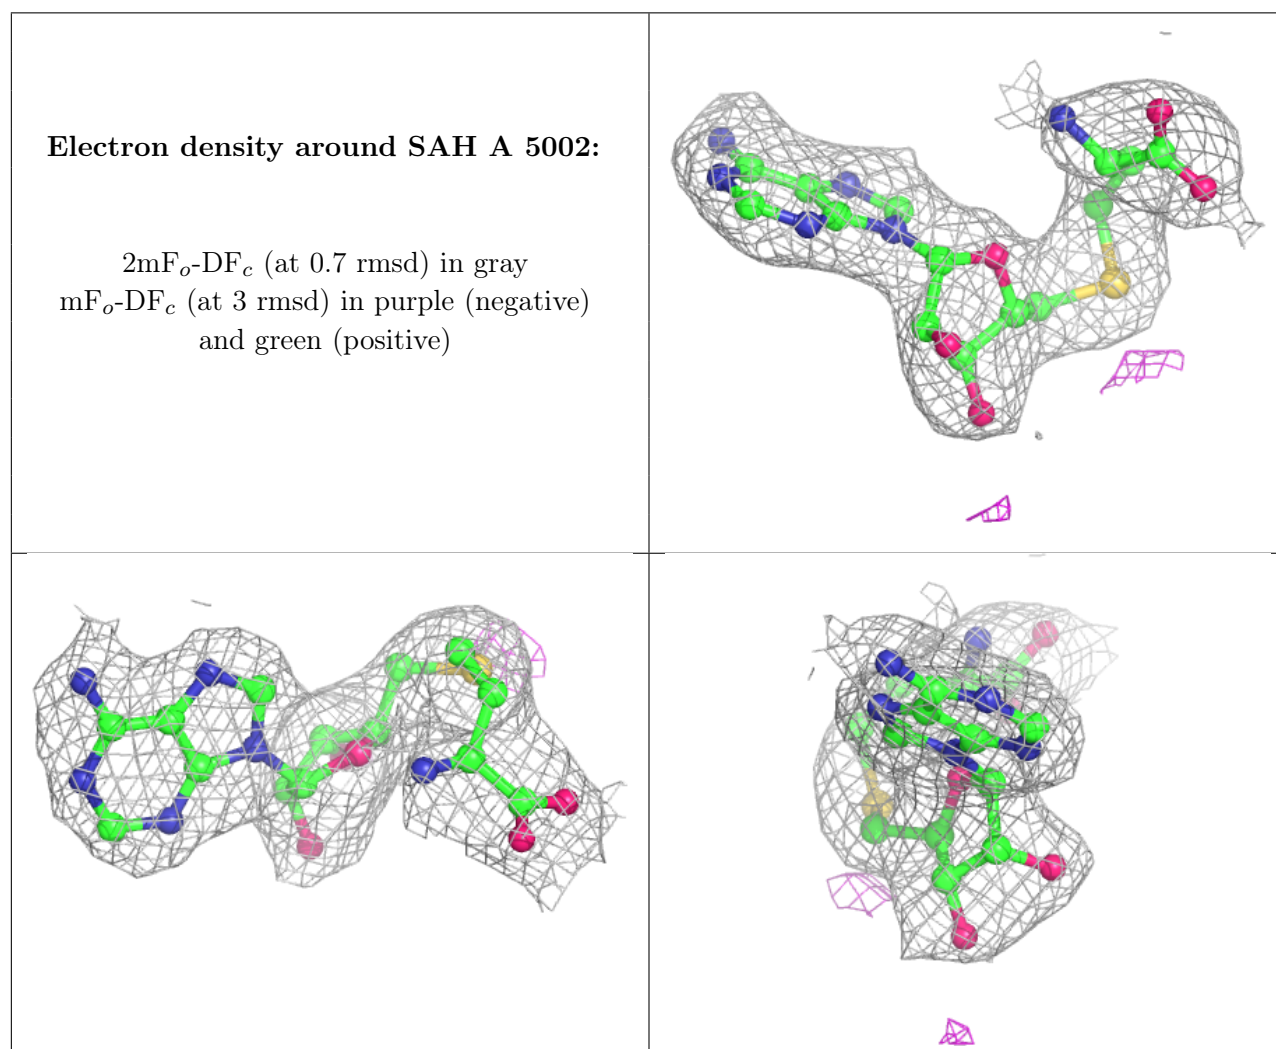 Electron density around SAH A 5002:
2mFo-DFc (at 0.7 rmsd) in gray
mFo-DFc (at 3 rmsd) in purple (negative)
and green (positive)